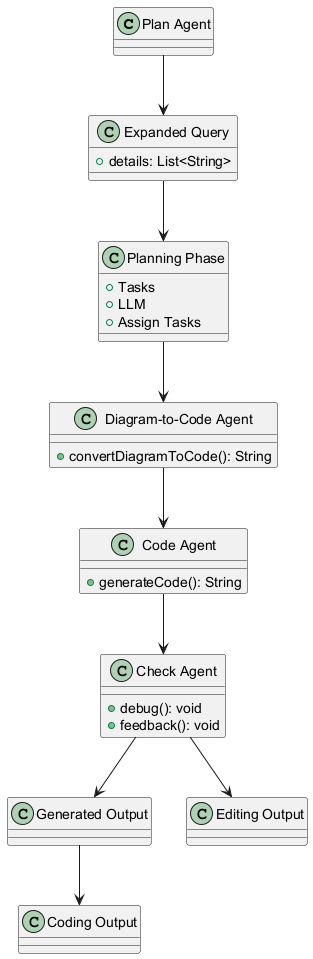 C Plan Agent
C Expanded Query
details: List<String>
C Planning Phase
Tasks
LLM
Assign Tasks
C Diagram-to-Code Agent
convertDiagramToCode(): String
C Code Agent
generateCode(): String
C Check Agent
debug(): void
feedback(): void
C Generated Output
C Editing Output
C Coding Output